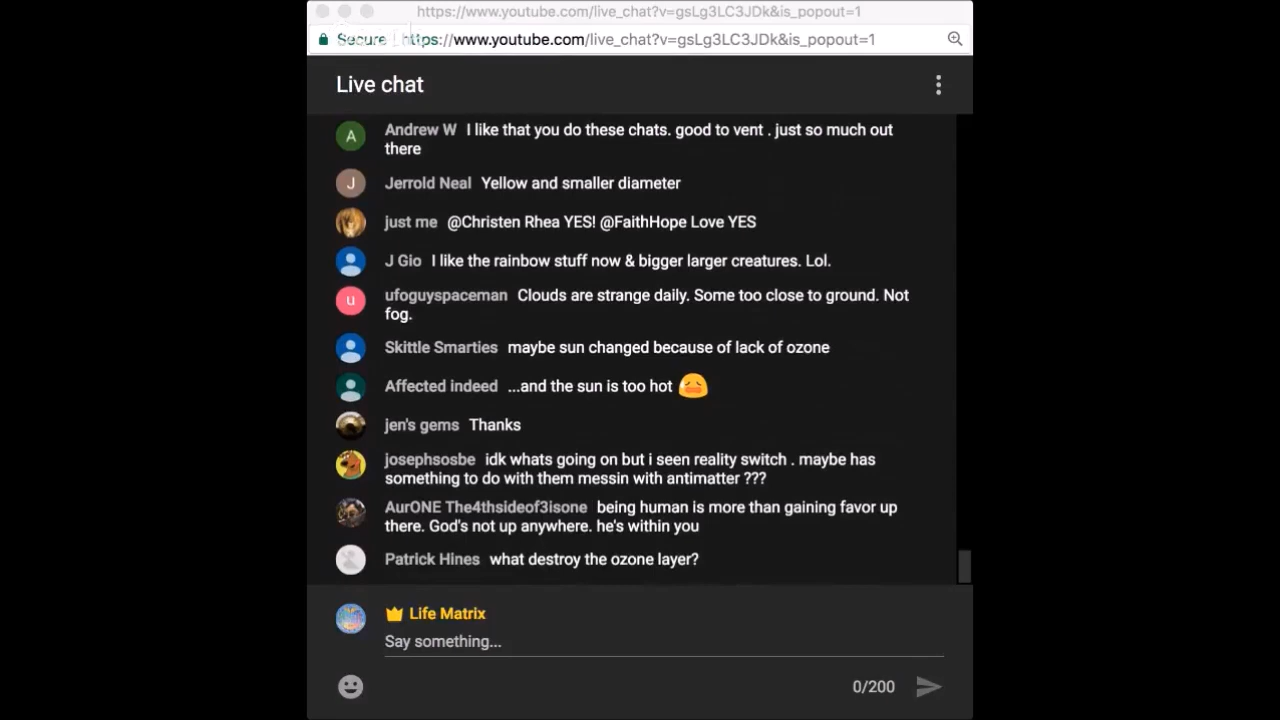 https://www.youtube.com/live_chat?v=gsLg3LC3JDk&is_popout=1
Secure https://www.youtube.com/live_chat?v=gsLg3LC3JDk&is_popout=1
Live chat
A Andrew W I like that you do these chats. good to vent . just so much out
there
J Jerrold Neal Yellow and smaller diameter
just me @Christen Rhea YES! @FaithHope Love YES
J Gio I like the rainbow stuff now & bigger larger creatures. Lol.
u ufoguyspaceman Clouds are strange daily. Some too close to ground. Not
fog.
Skittle Smarties maybe sun changed because of lack of ozone
Affected indeed ...and the sun is too hot
jen's gems Thanks
josephsosbe idk whats going on but i seen reality switch . maybe has
something to do with them messin with antimatter ???
AurONE The4thsideof3isone being human is more than gaining favor up
there. God's not up anywhere. he's within you
Patrick Hines what destroy the ozone layer?
Life Matrix
Say something...
0/200